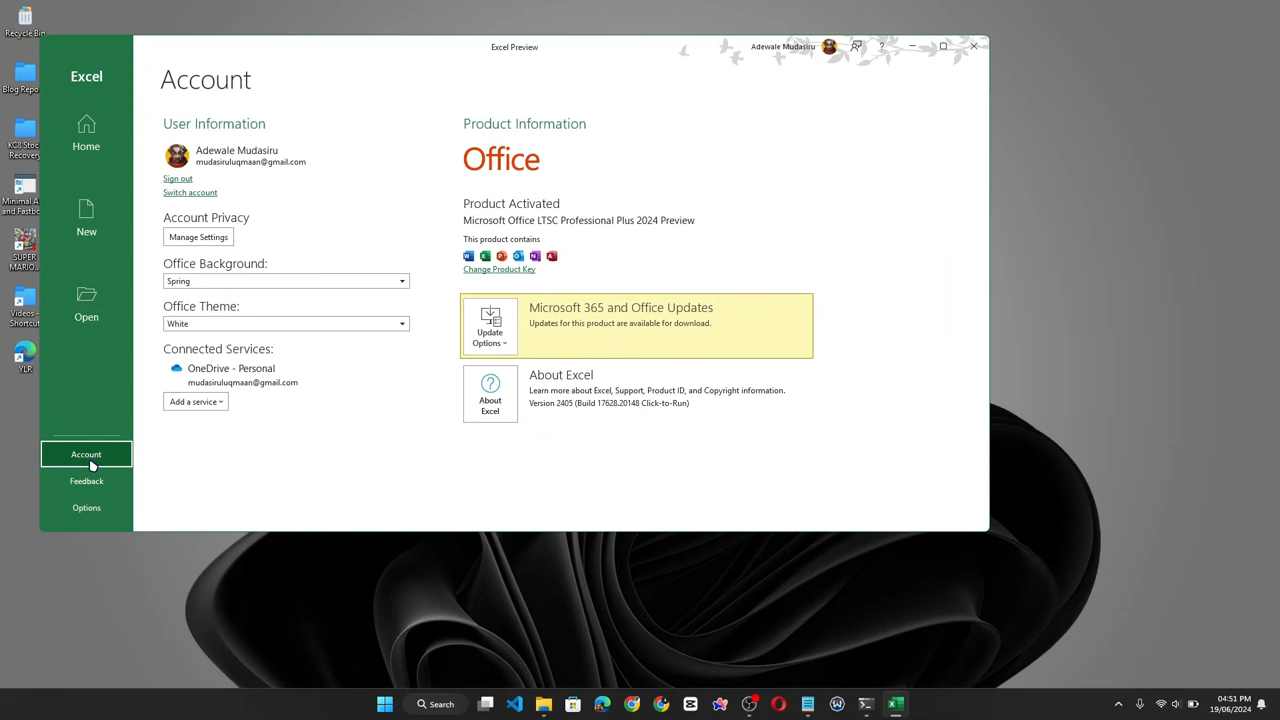 Recycling Bin
Excel Preview
Adewale Mudasiru
?
Excel
Home
New
Open
Account
Feedback
Options
Account
User Information
Adewale Mudasiru
mudasiruluqmaan@gmail.com
Sign out
Switch account
Account Privacy
Manage Settings
Office Background:
Spring
Office Theme:
White
Connected Services:
OneDrive - Personal
mudasiruluqmaan@gmail.com
Add a service
Product Information
Office
Product Activated
Microsoft Office LTSC Professional Plus 2024 Preview
This product contains
Change Product Key
Update
Options
Microsoft 365 and Office Updates
Updates for this product are available for download.
About
Excel
About Excel
Learn more about Excel, Support, Product ID, and Copyright information.
Version 2405 (Build 17628.20148 Click-to-Run)
Blog Repo
KC8 Stock
Recovery
Minimal A
and Fastbo
SUPER
MARIO
Videos
Shortcut
VLR
Search
04:51
19/06/2024